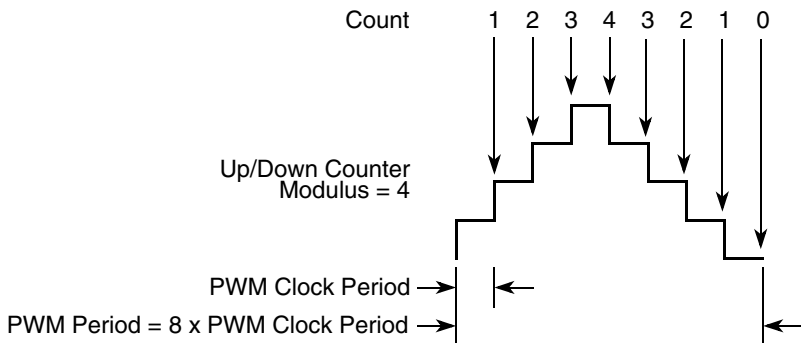 Count 1 2 3 4 3 2 1 0
Up/Down Counter
Modulus = 4
PWM Clock Period
PWM Period = 8 x PWM Clock Period